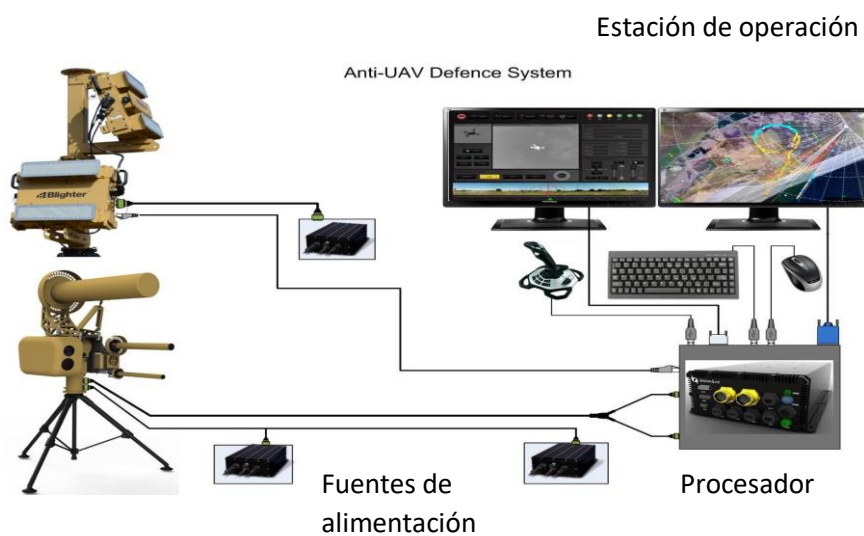 Estación de operación
Anti-UAV Defence System
Blighter
Fuentes de
alimentación
Procesador